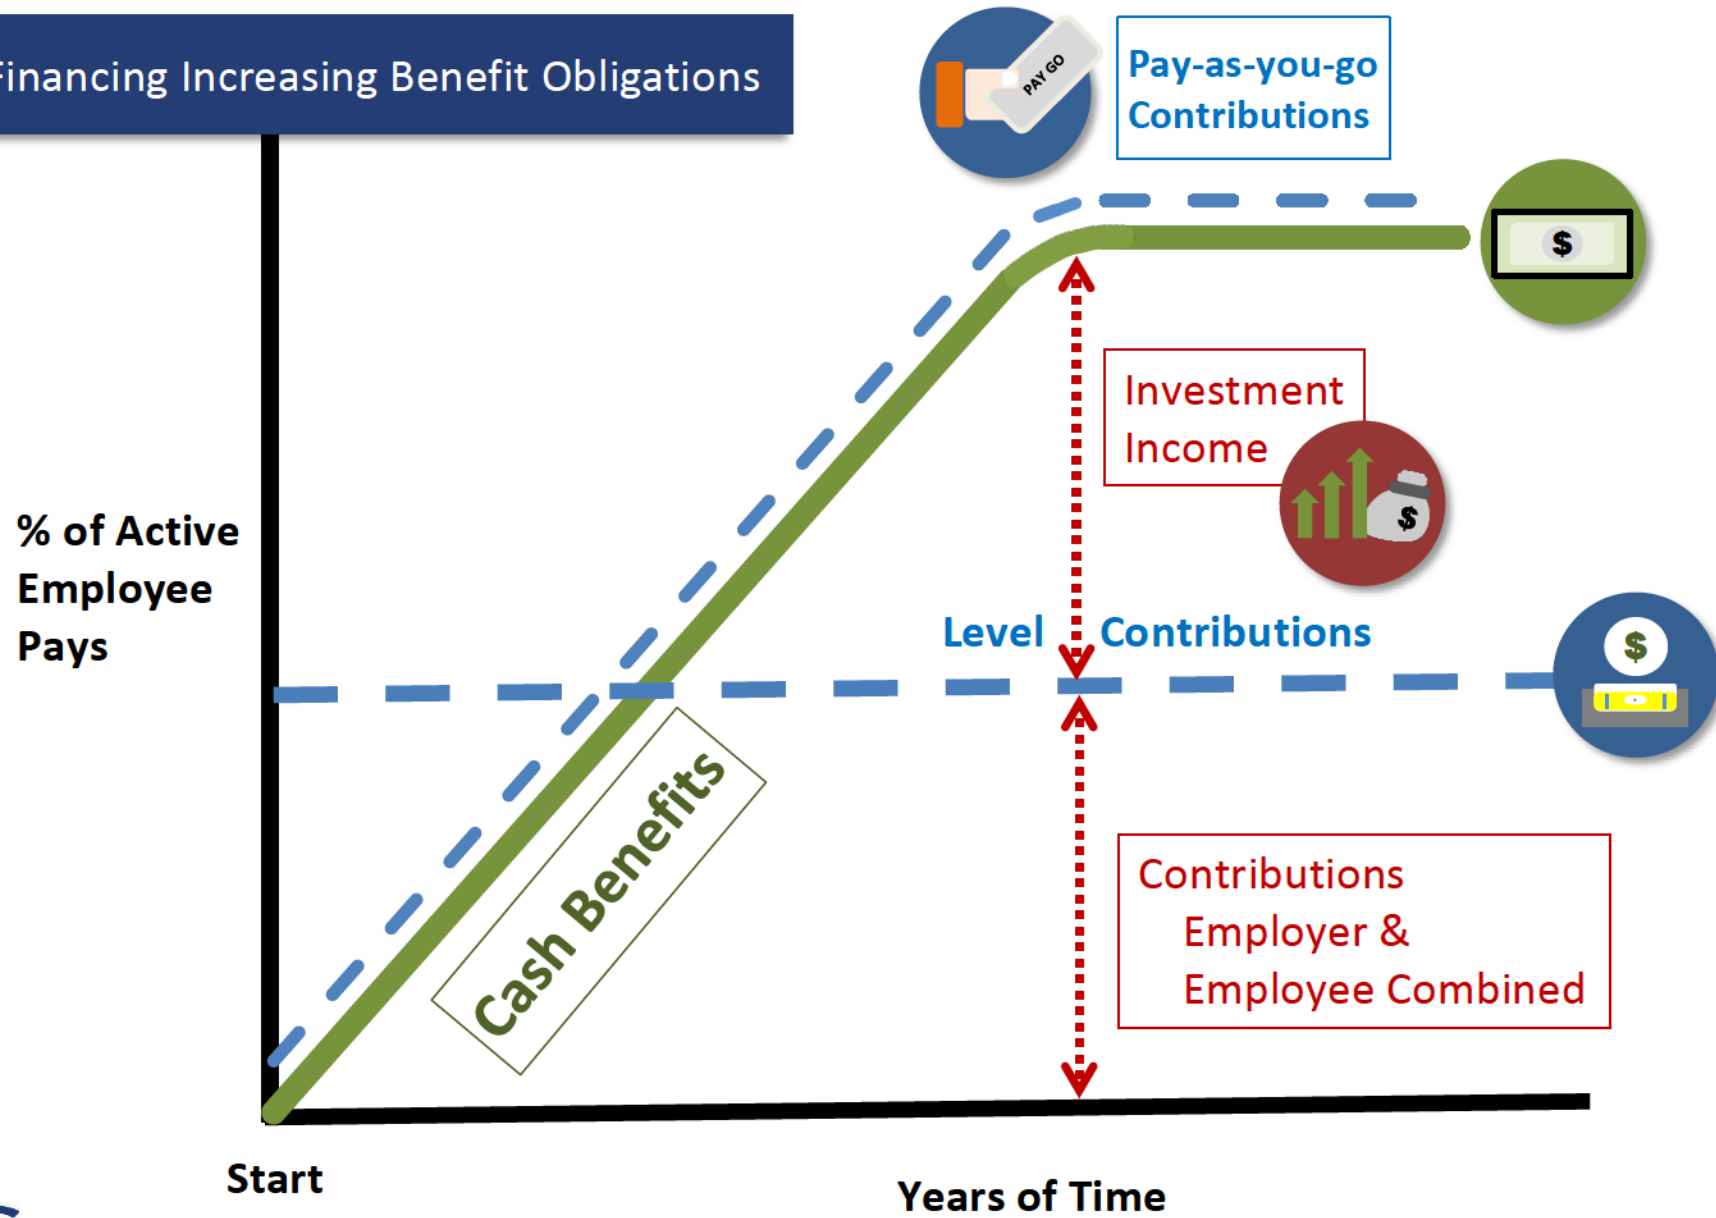 Financing Increasing Benefit Obligations
PAY GO
Pay-as-you-go
Contributions
$
Investment
Income
$
% of Active
Employee
Pays
Level Contributions
$
Cash Benefits
Contributions
Employer &
Employee Combined
Start
Years of Time